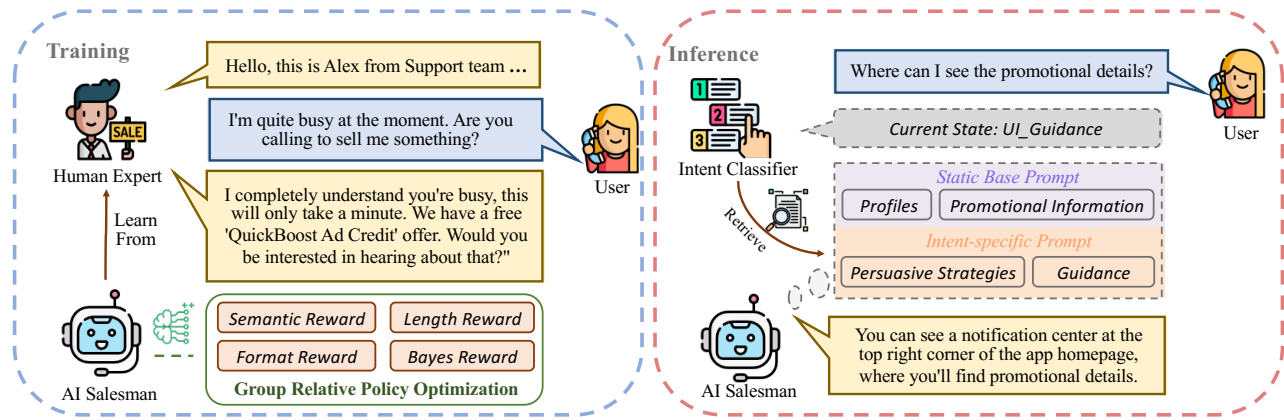 Training
Hello, this is Alex from Support team ...
I'm quite busy at the moment. Are you
calling to sell me something?
SALE
Human Expert
User
I completely understand you're busy, this
will only take a minute. We have a free
'QuickBoost Ad Credit' offer. Would you
be interested in hearing about that?"
Learn
From
Semantic Reward
Length Reward
Format Reward
Bayes Reward
Group Relative Policy Optimization
AI Salesman
Inference
Where can I see the promotional details?
1
2
3
Current State: UI_Guidance
User
Intent Classifier
Static Base Prompt
Profiles
Promotional Information
Retrieve
Intent-specific Prompt
Persuasive Strategies
Guidance
You can see a notification center at the
top right corner of the app homepage,
where you'll find promotional details.
AI Salesman